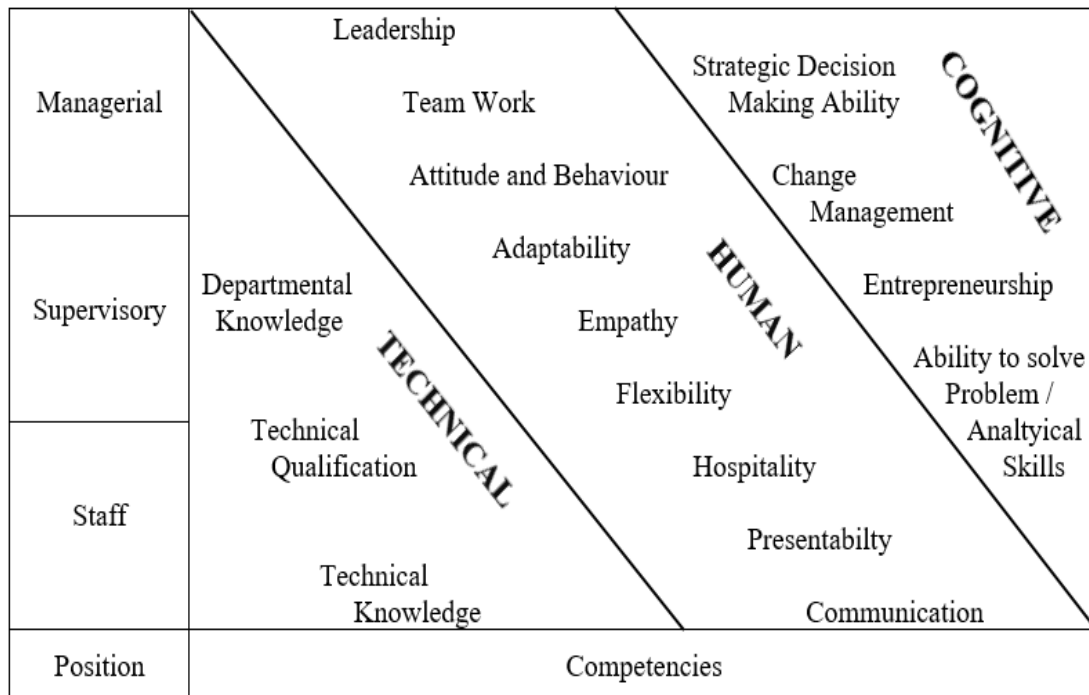 Managerial
Supervisory
Staff
Position
Departmental
Knowledge
Technical
Qualification
Technical
Knowledge
TECHNICAL
Leadership
Team Work
Attitude and Behaviour
Adaptability
Empathy
Flexibility
Hospitality
Presentabilty
Communication
HUMAN
Strategic Decision
Making Ability
Change
Management
Entrepreneurship
Ability to solve
Problem /
Analtyical
Skills
COGNITIVE
Competencies